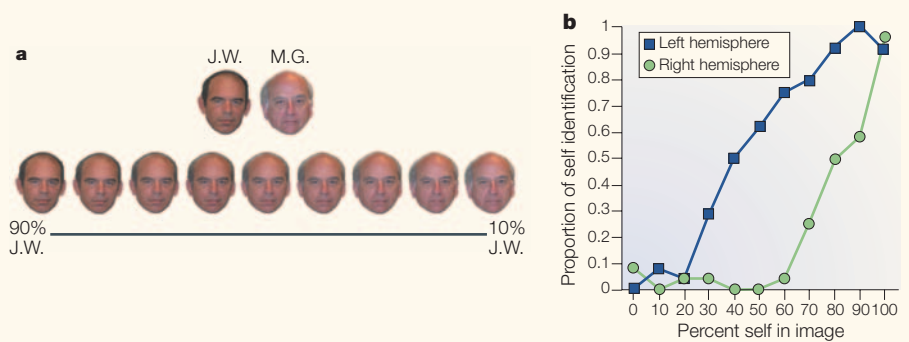 a
J.W. M.G.
90%
J.W.
10%
J.W.
b
Left hemisphere
Right hemisphere
Proportion of self identification
1
0.9
0.8
0.7
0.6
0.5
0.4
0.3
0.2
0.1
0
0 10 20 30 40 50 60 70 80 90 100
Percent self in image